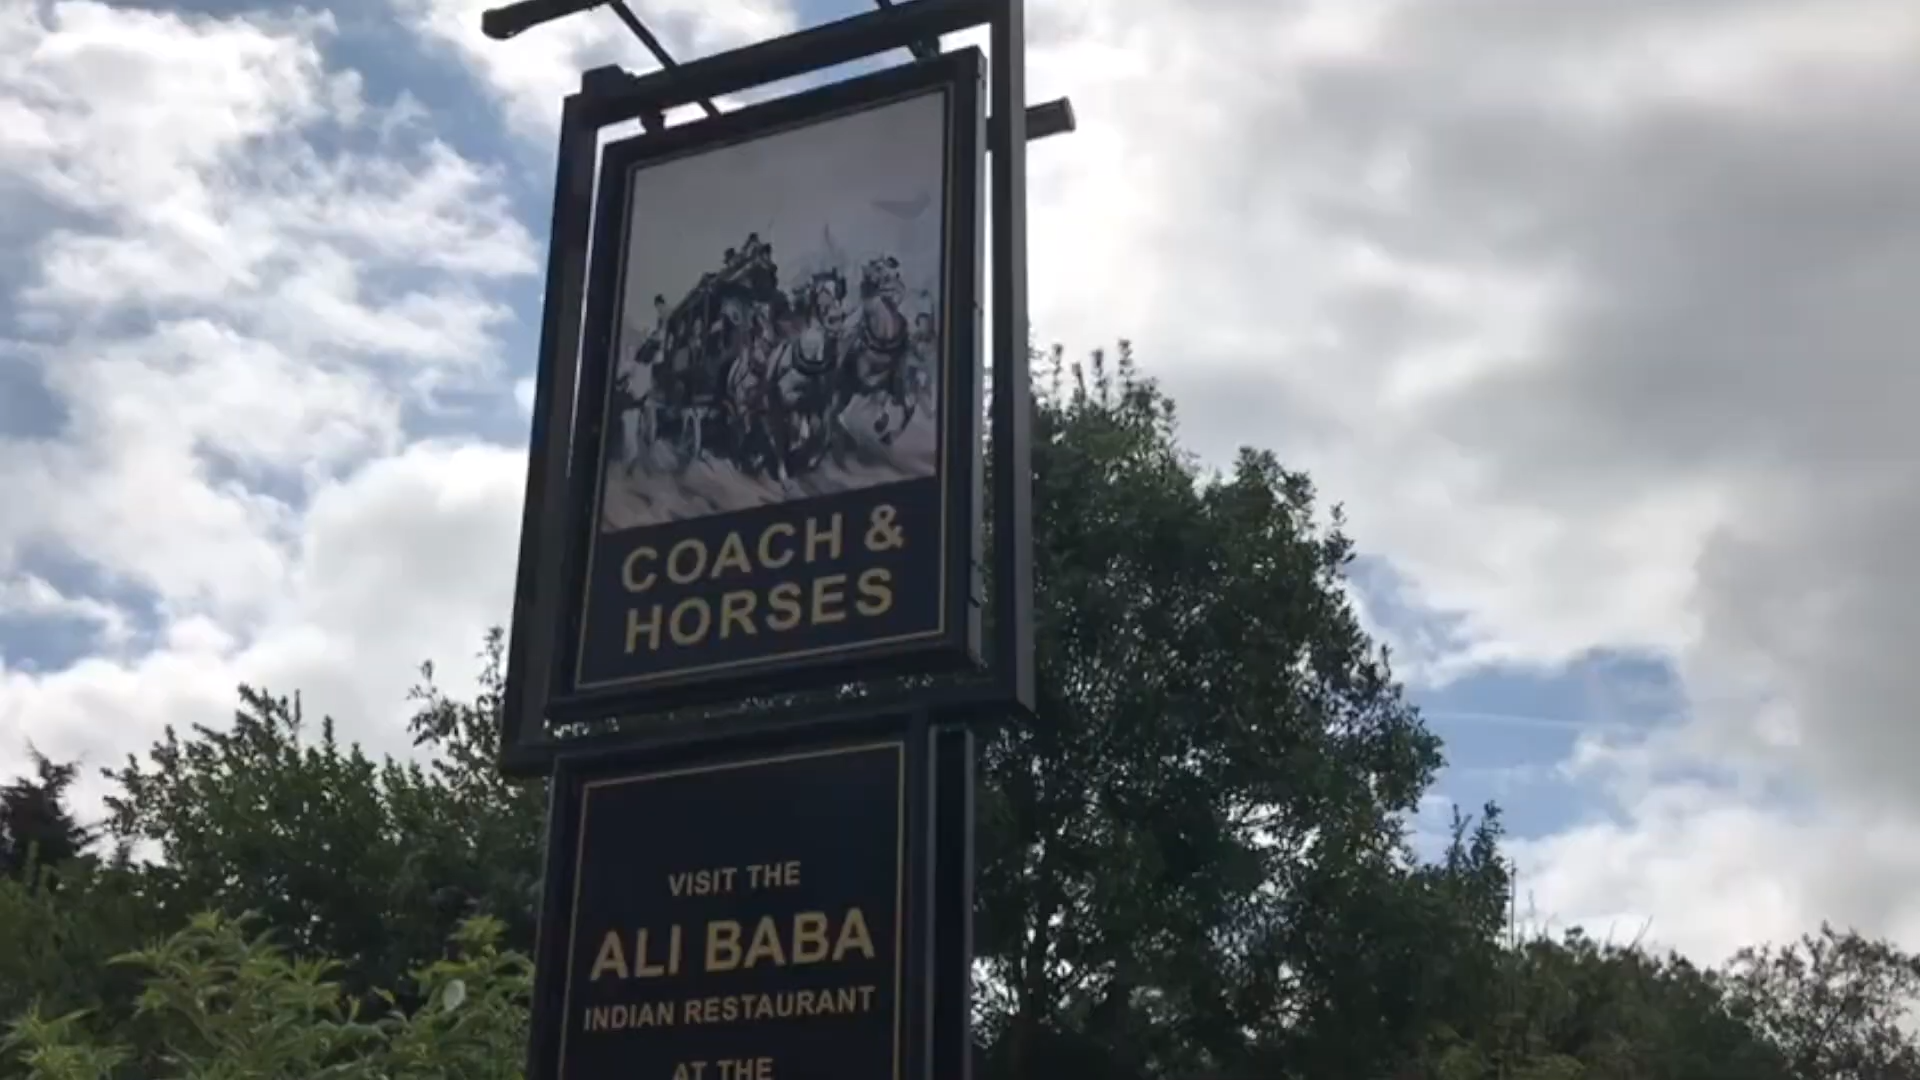 COACH &
HORSES
VISIT THE
ALI BABA
INDIAN RESTAURANT
AT THE